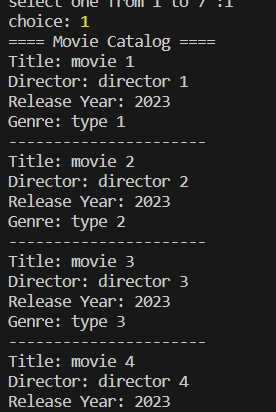 select one from 1 to 7 :1
choice: 1
==== Movie Catalog ====
Title: movie 1
Director: director 1
Release Year: 2023
Genre: type 1
----------------------
Title: movie 2
Director: director 2
Release Year: 2023
Genre: type 2
----------------------
Title: movie 3
Director: director 3
Release Year: 2023
Genre: type 3
----------------------
Title: movie 4
Director: director 4
Release Year: 2023